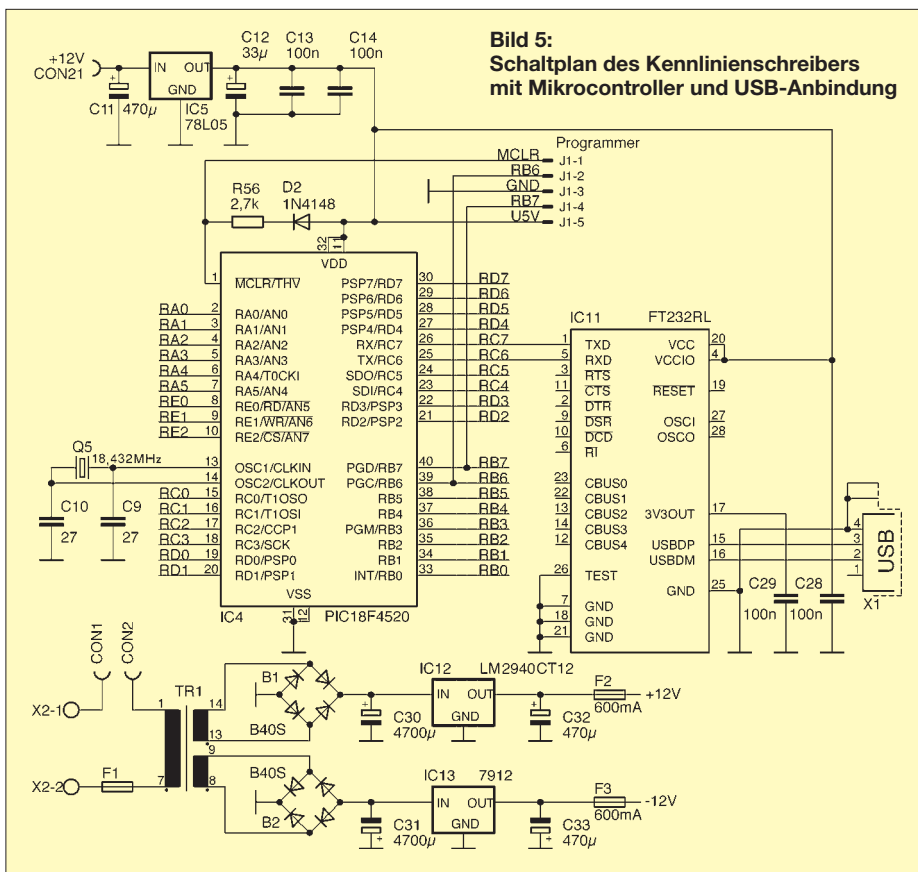 Bild 5:
Schaltplan des Kennlinienschreibers
mit Mikrocontroller und USB-Anbindung
+12V
CON21
IN OUT
GND
IC5
78L05
C11 470µ
C12
33µ
C13
100n
C14
100n
Programmer
MCLR J1-1
RB6 J1-2
GND J1-3
RB7 J1-4
U5V J1-5
R56
2,7k
D2
1N4148
32 11
VDD
1 MCLR/THV
RA0 2 RA0/AN0
RA1 3 RA1/AN1
RA2 4 RA2/AN2
RA3 5 RA3/AN3
RA4 6 RA4/T0CKI
RA5 7 RA5/AN4
RE0 8 RE0/RD/AN5
RE1 9 RE1/WR/AN6
RE2 10 RE2/CS/AN7
13 OSC1/CLKIN
14 OSC2/CLKOUT
RC0 15 RC0/T1OSO
RC1 16 RC1/T1OSI
RC2 17 RC2/CCP1
RC3 18 RC3/SCK
RD0 19 RD0/PSP0
RD1 20 RD1/PSP1
PSP7/RD7 30 RD7
PSP6/RD6 29 RD6
PSP5/RD5 28 RD5
PSP4/RD4 27 RD4
RX/RC7 26 RC7
TX/RC6 25 RC6
SDO/RC5 24 RC5
SDI/RC4 23 RC4
RD3/PSP3 22 RD3
RD2/PSP2 21 RD2
PGD/RB7 40 RB7
PGC/RB6 39 RB6
RB5 38 RB5
RB4 37 RB4
PGM/RB3 36 RB3
RB2 35 RB2
RB1 34 RB1
INT/RB0 33 RB0
VSS
31 12
IC4 PIC18F4520
Q5
18,432MHz
C10
27
C9
27
IC11 FT232RL
1 TXD
5 RXD
3 RTS
11 CTS
2 DTR
9 DSR
10 DCD
6 RI
23 CBUS0
22 CBUS1
13 CBUS2
14 CBUS3
12 CBUS4
26 TEST
7 GND
18 GND
21 GND
VCC 20
VCCIO 4
RESET 19
OSCI 27
OSCO 28
3V3OUT 17
USBDP 15
USBDM 16
GND 25
C29
100n
C28
100n
4
3
2
1
USB
X1
CON1
CON2
X2-1
X2-2
F1
TR1
1
7
14
13
9
8
B1
B40S
B40S
B2
C30
4700µ
IC12 LM2940CT12
IN OUT
GND
C32
470µ
F2
600mA
+12V
C31
4700µ
IC13 7912
IN OUT
GND
C33
470µ
F3
600mA
-12V